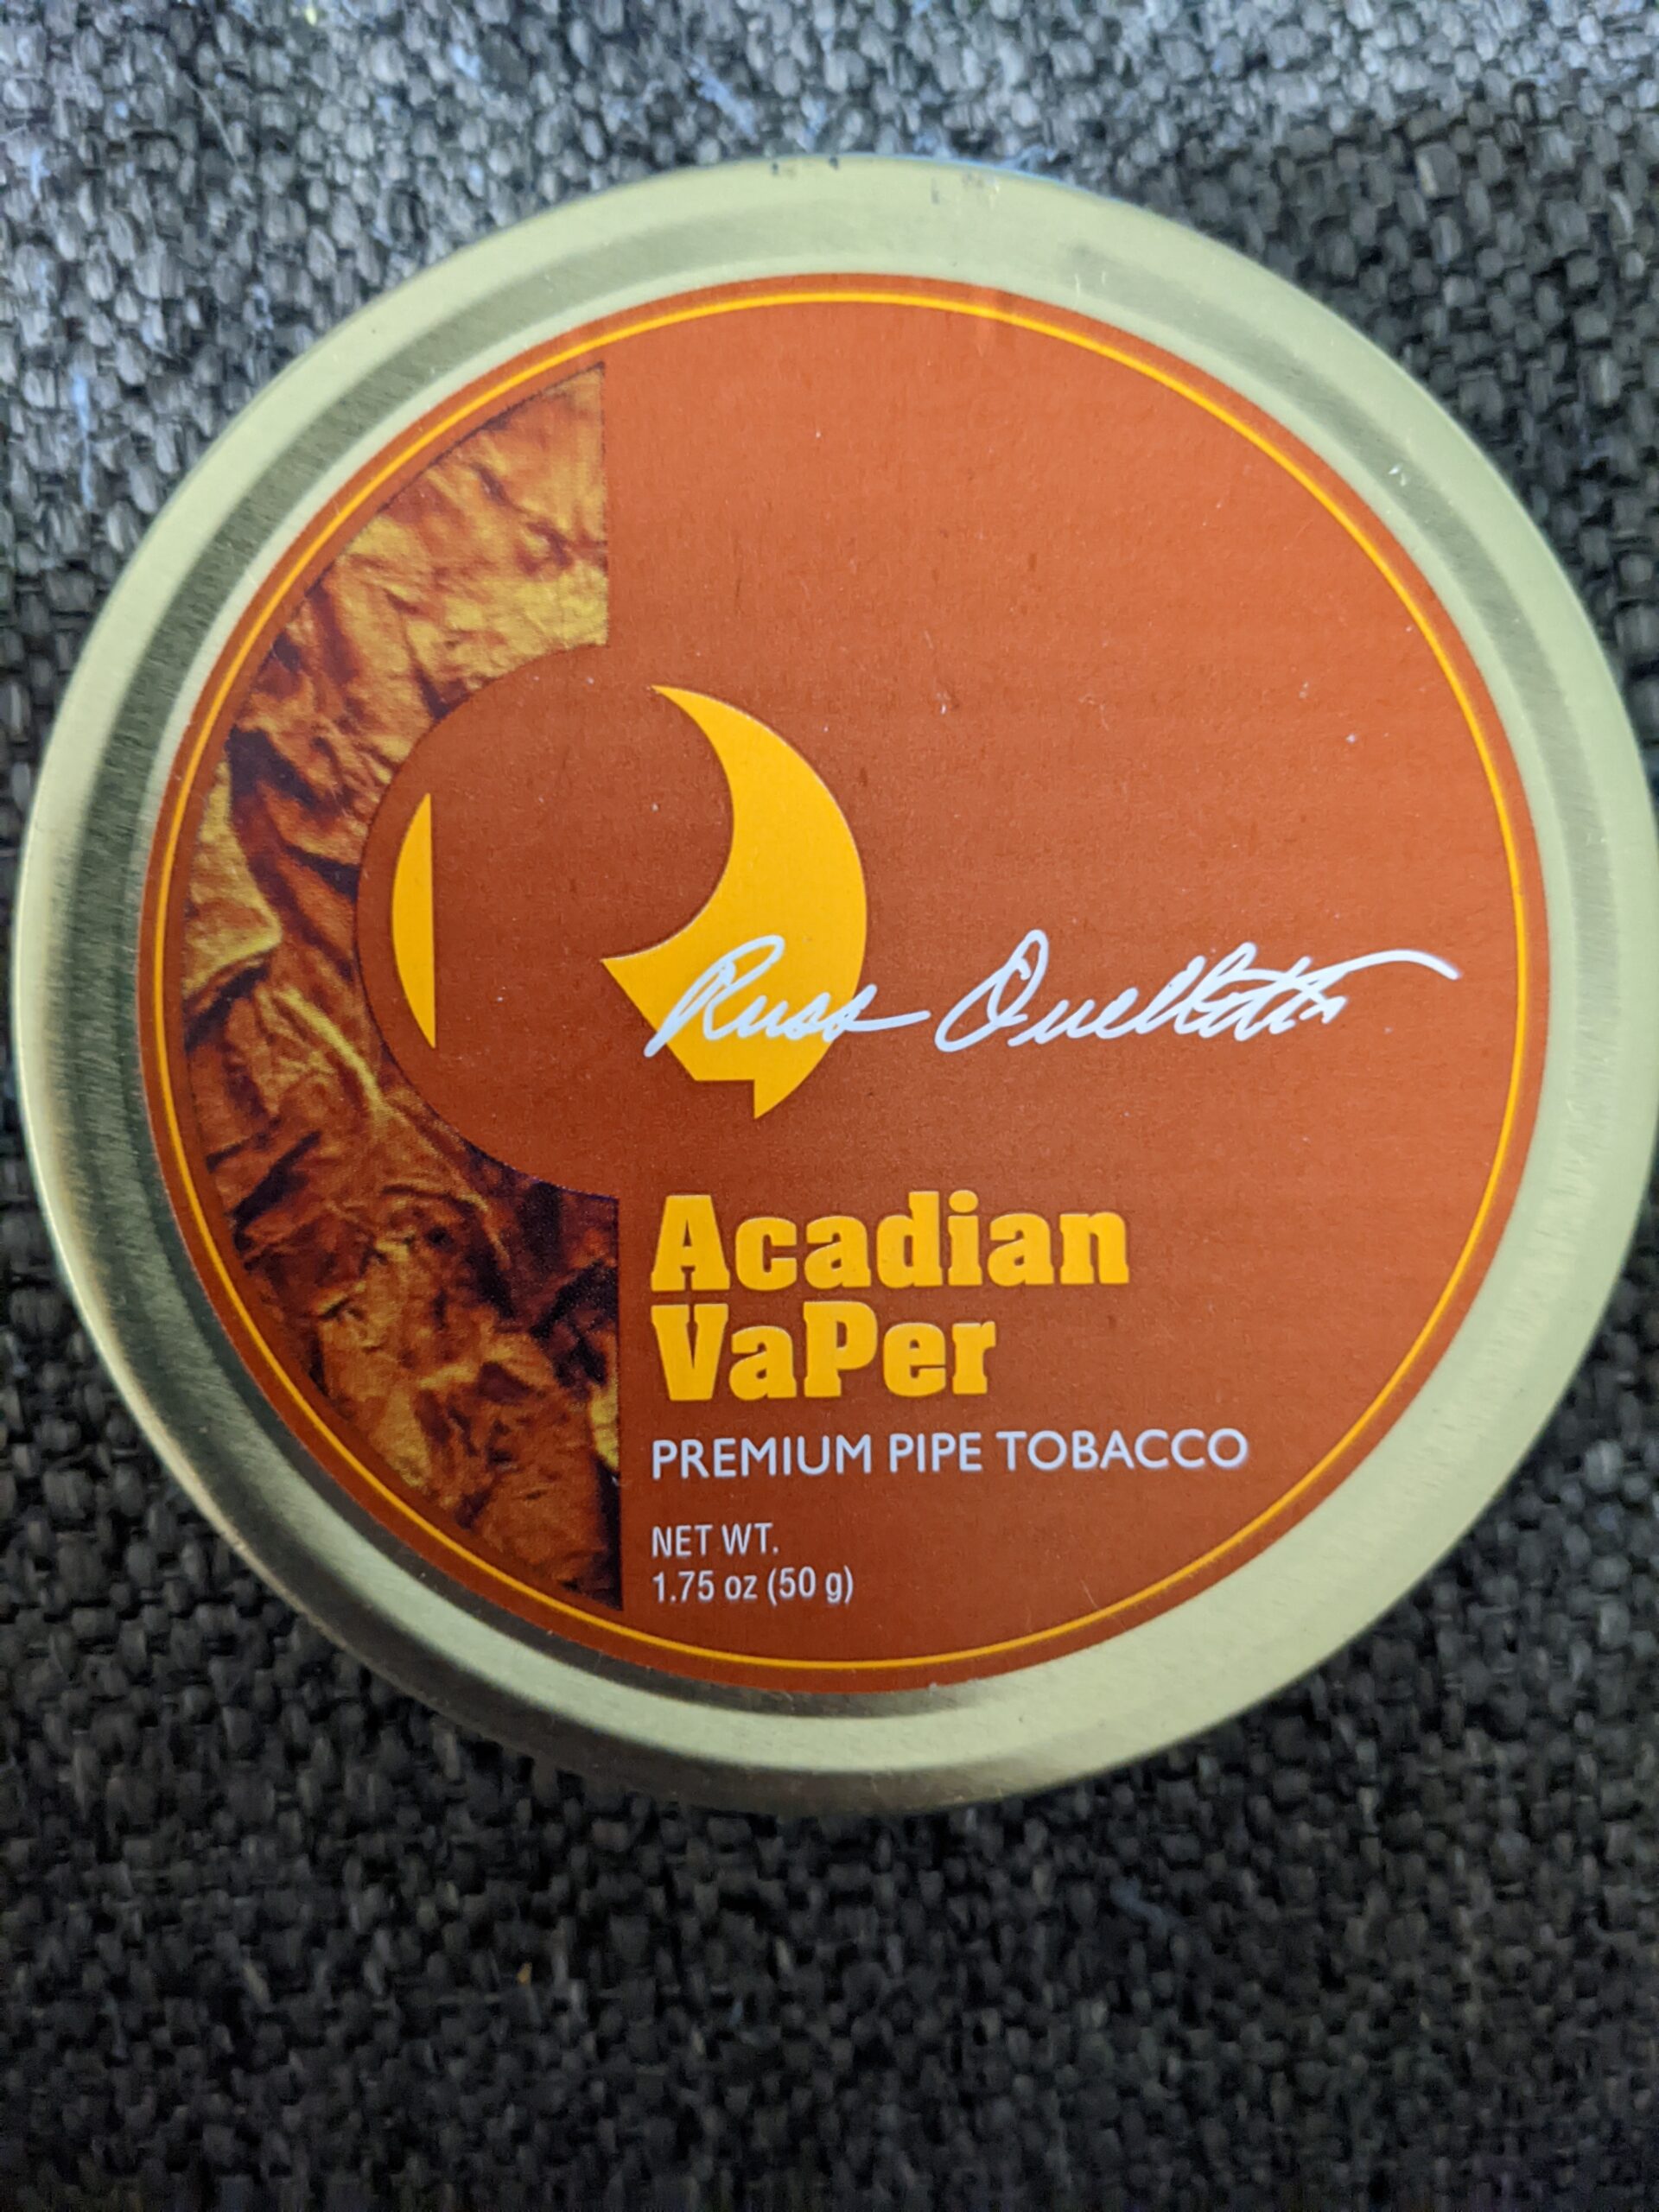 Russ Ouellette
Acadian
VaPer
PREMIUM PIPE TOBACCO
NET WT.
1.75 oz (50 g)